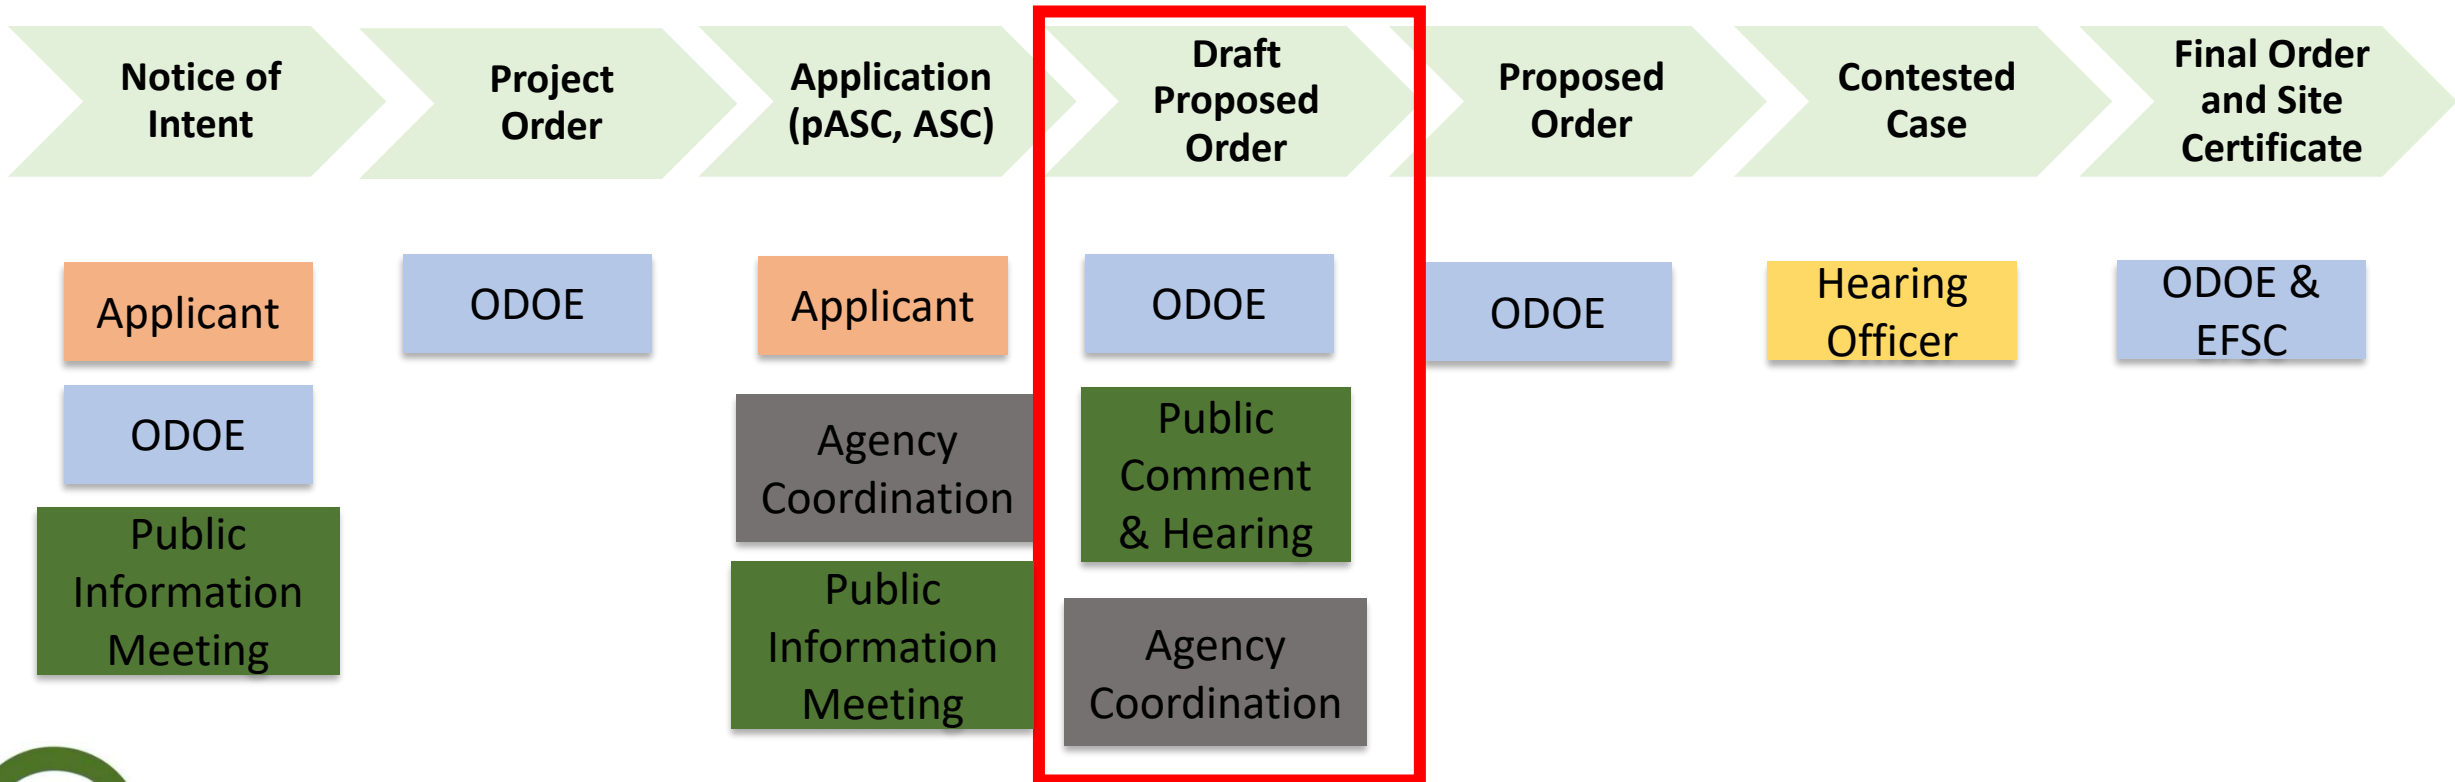 Notice of
Intent
Project
Order
Application
(pASC, ASC)
Draft
Proposed
Order
Proposed
Order
Contested
Case
Final Order
and Site
Certificate
Applicant
ODOE
Public
Information
Meeting
ODOE
Applicant
Agency
Coordination
Public
Information
Meeting
ODOE
Public
Comment
& Hearing
Agency
Coordination
ODOE
Hearing
Officer
ODOE &
EFSC